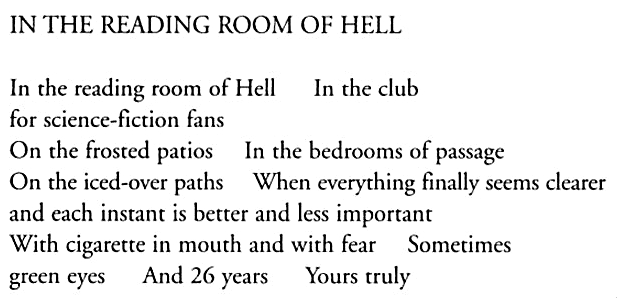 IN THE READING ROOM OF HELL
In the reading room of Hell In the club
for science-fiction fans
On the frosted patios In the bedrooms of passage
On the iced-over paths When everything finally seems clearer
and each instant is better and less important
With cigarette in mouth and with fear Sometimes
green eyes And 26 years Yours truly